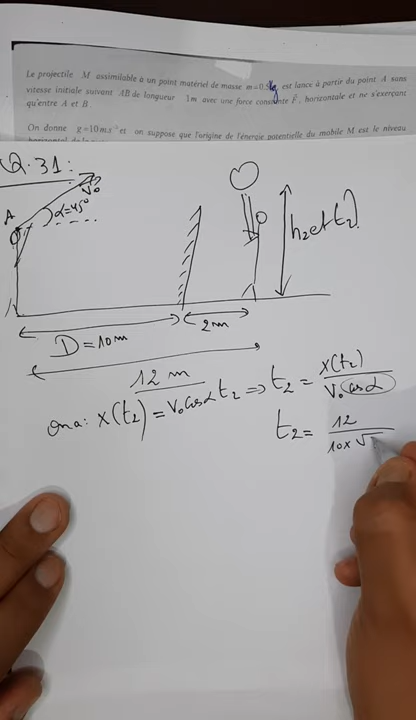 Le projectile M assimilable à un point matériel de masse m=0.5kg est lancé à partir du point A sans
vitesse initiale suivant AB de longueur 1m avec une force constante F⃗, horizontale et ne s'exerçant
qu'entre A et B.
On donne g=10m.s⁻² et on suppose que l'origine de l'énergie potentielle du mobile M est le niveau
Q.31:
V₀
A
α=45°
h₂ et t₂?
D=10m
2m
12 m
ona: x(t₂)=V₀cosα t₂ ⇒ t₂ = x(t₂)/V₀cosα
t₂ = 12/10×√